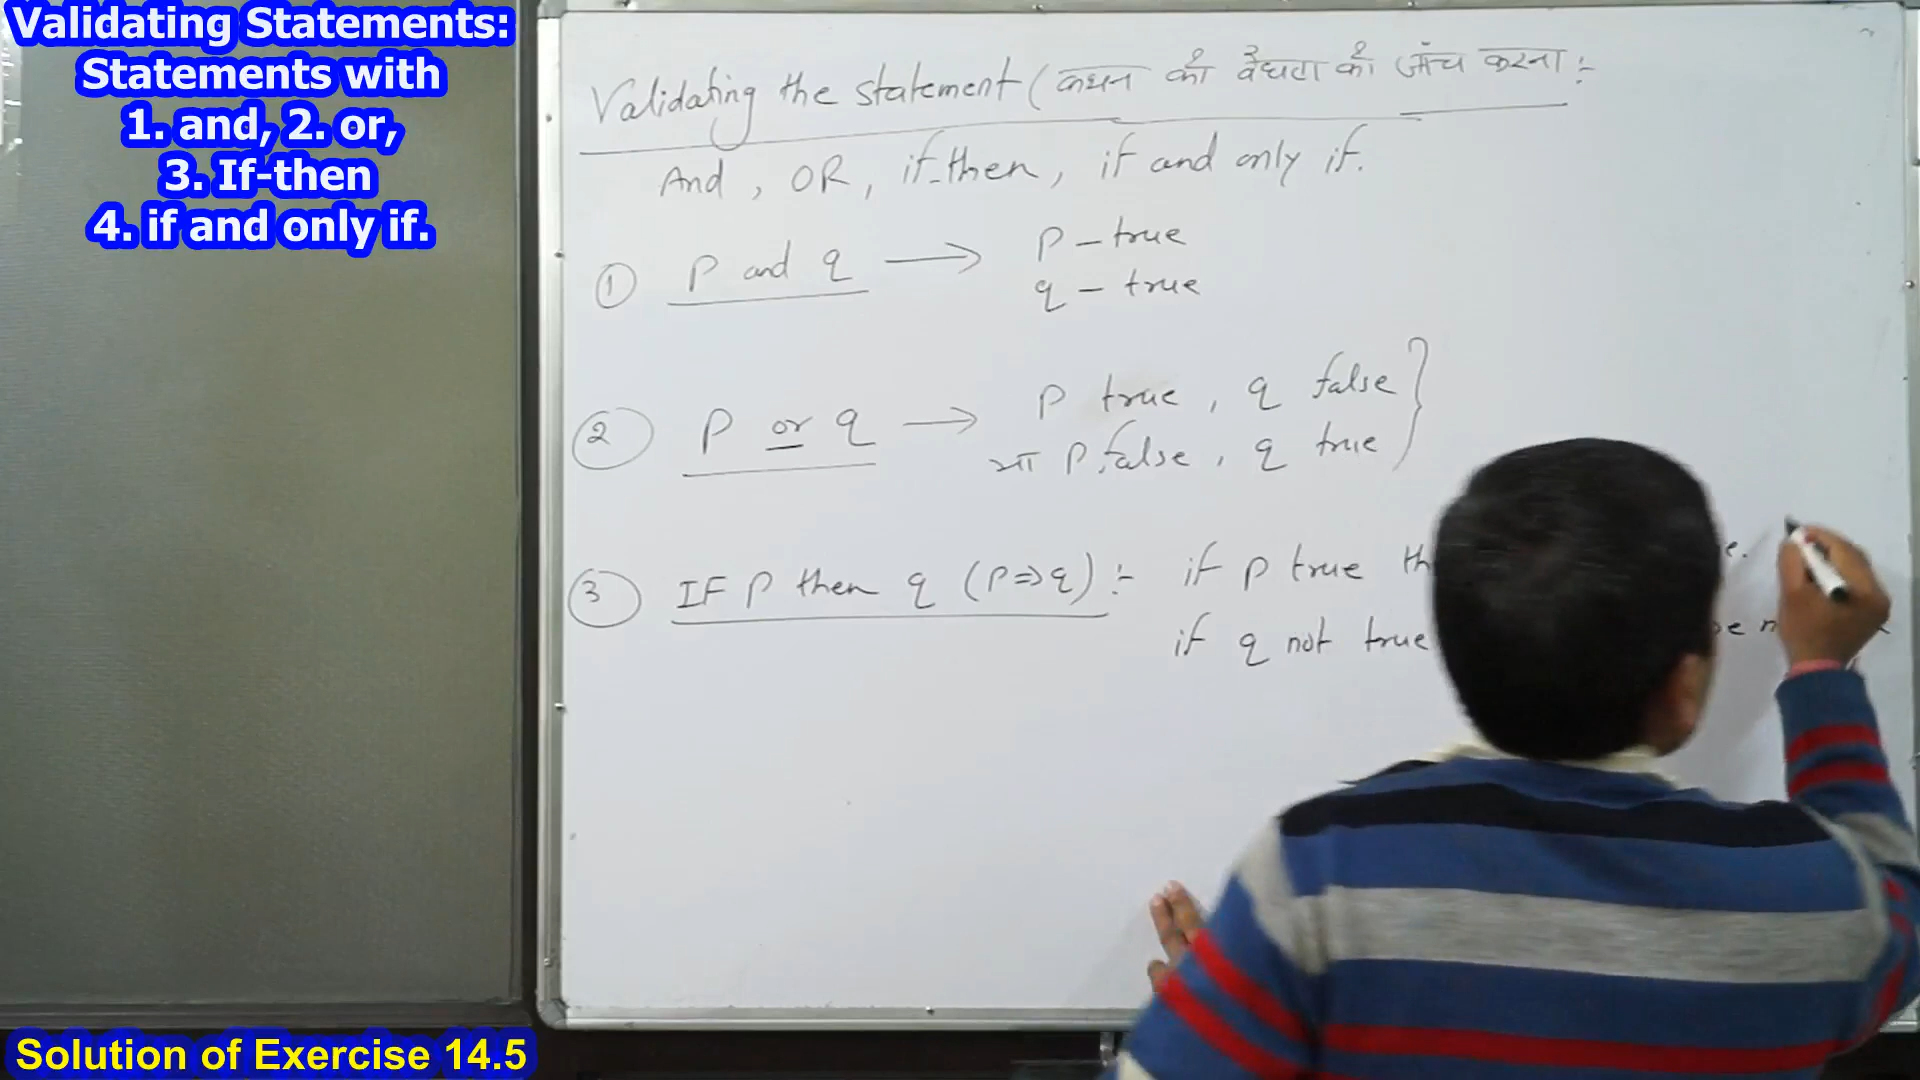 Validating Statements:
Statements with
1. and, 2. or,
3. If-then
4. if and only if.
Validating the statement (कथन की वैधता की जाँच करना :-
And , OR , if-then , if and only if.
① P and q → P - true
q - true
② P or q → P true , q false }
या P false , q true
③ IF P then q (P ⇒ q) :- if p true
if q not true
Solution of Exercise 14.5